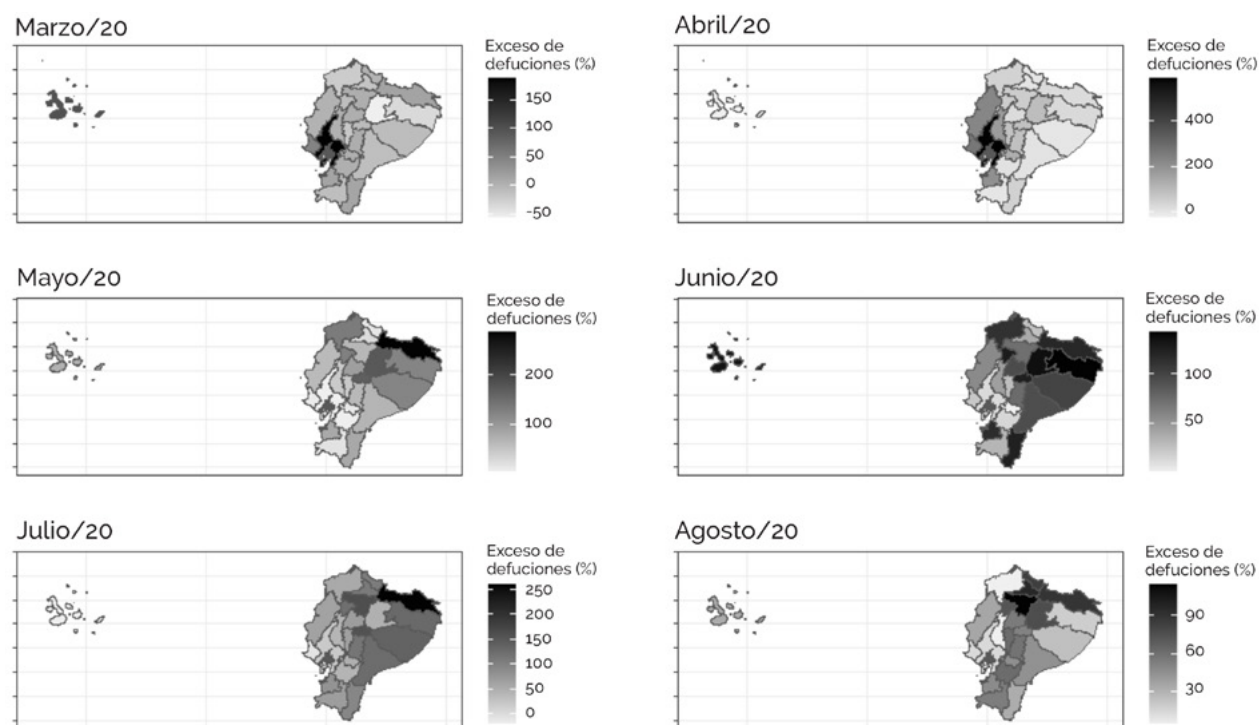 Marzo/20
Exceso de
defuciones (%)
150
100
50
0
-50
Abril/20
Exceso de
defuciones (%)
400
200
0
Mayo/20
Exceso de
defuciones (%)
200
100
Junio/20
Exceso de
defuciones (%)
100
50
Julio/20
Exceso de
defuciones (%)
250
200
150
100
50
0
Agosto/20
Exceso de
defuciones (%)
90
60
30